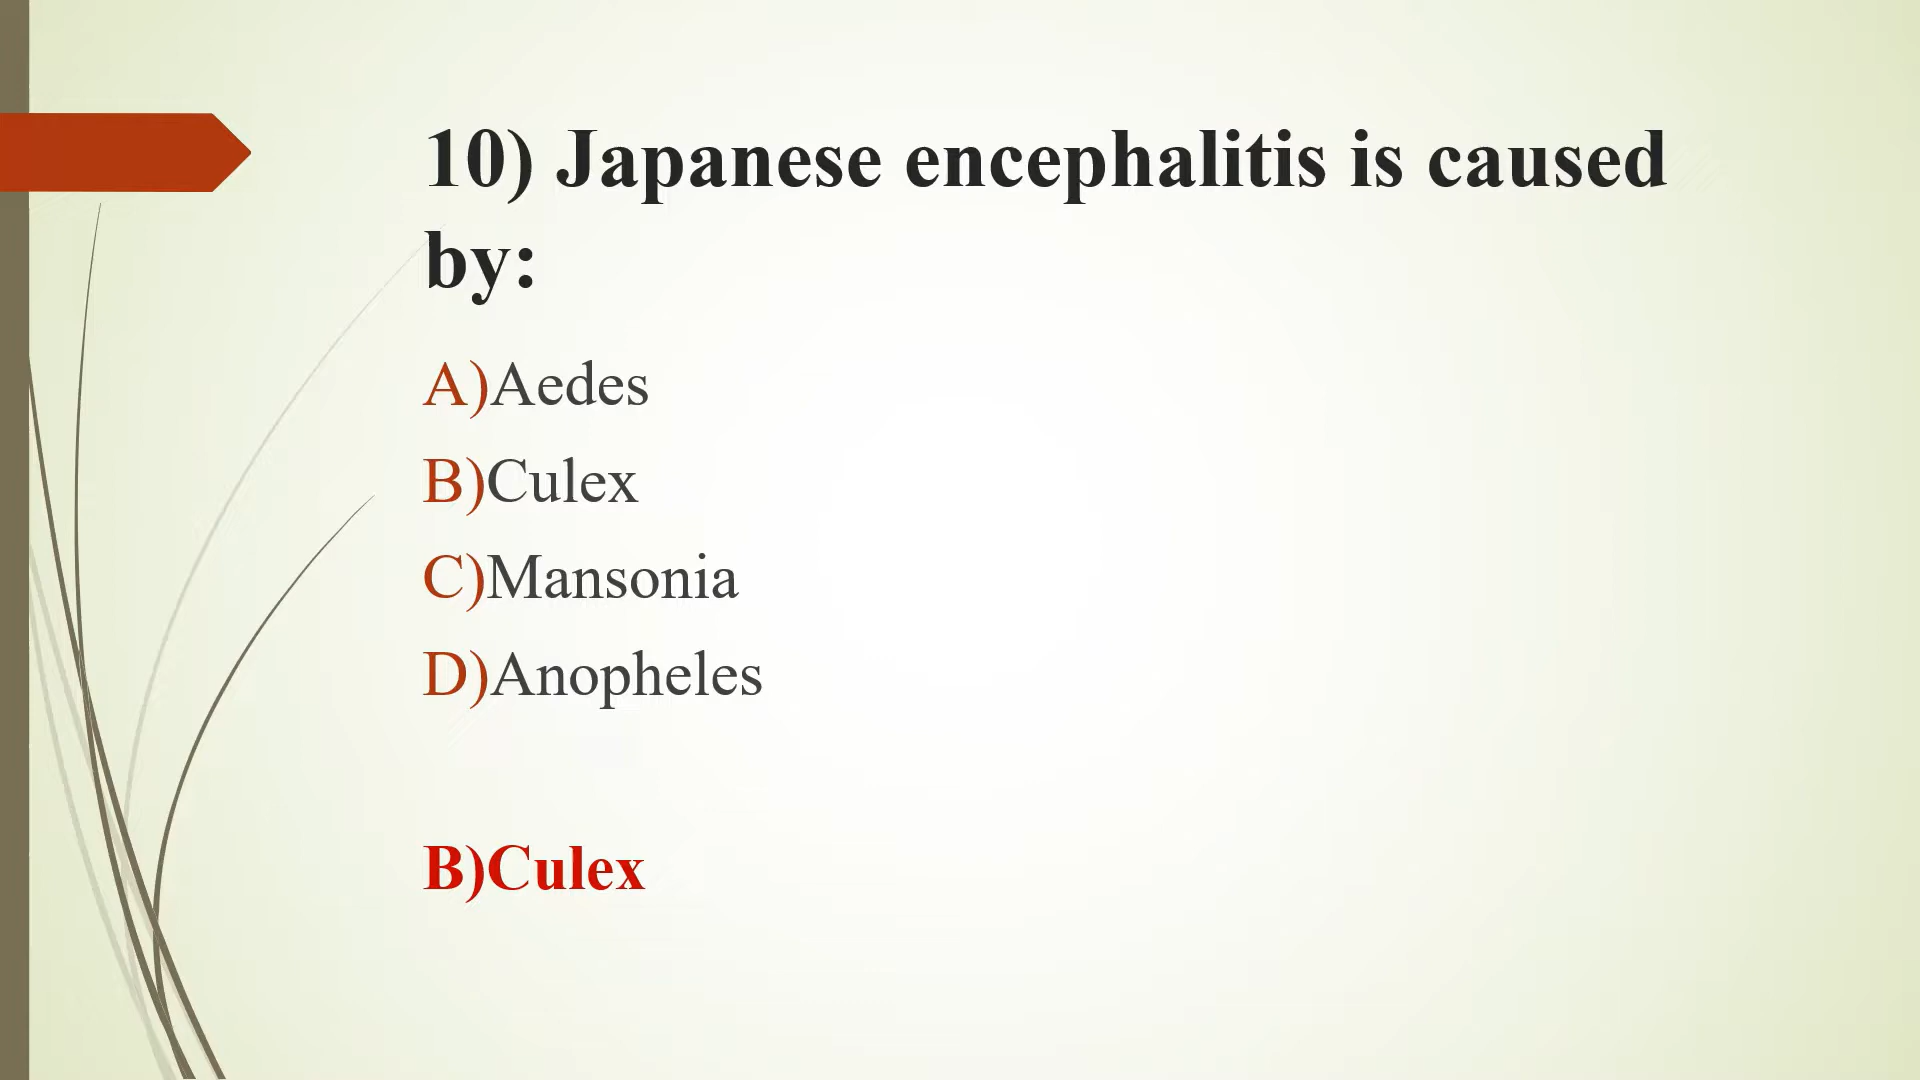 10) Japanese encephalitis is caused
by:
A)Aedes
B)Culex
C)Mansonia
D)Anopheles
B)Culex